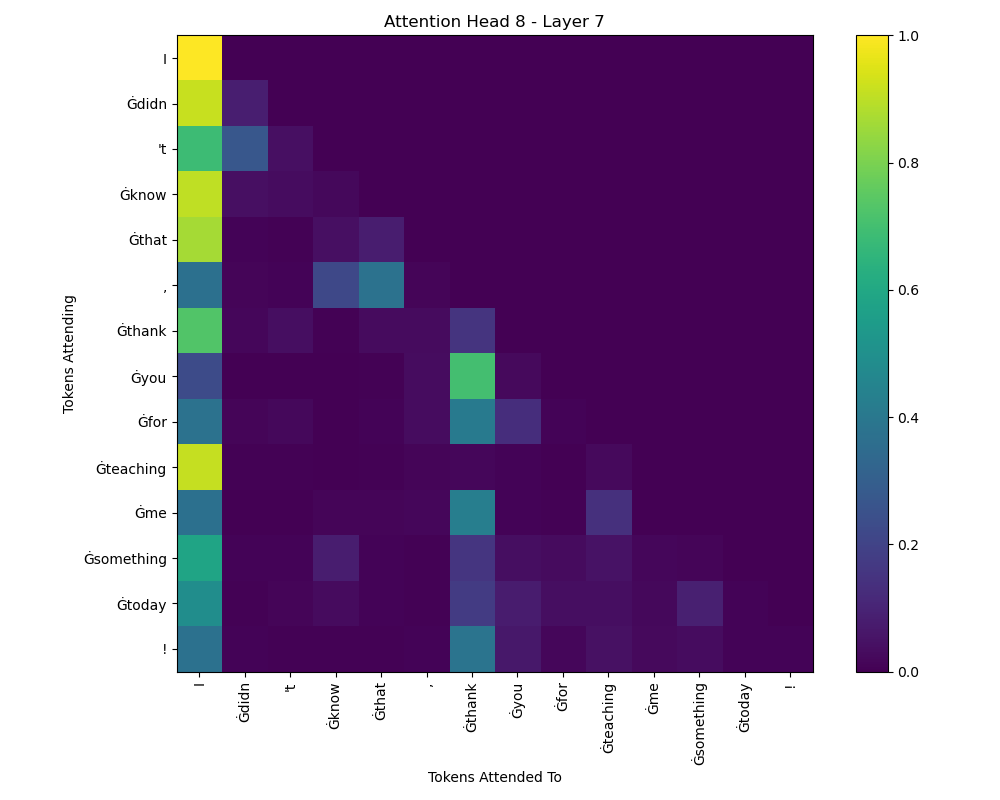 Attention Head 8 - Layer 7
Tokens Attending
I
Ġdidn
't
Ġknow
Ġthat
,
Ġthank
Ġyou
Ġfor
Ġteaching
Ġme
Ġsomething
Ġtoday
!
I
Ġdidn
't
Ġknow
Ġthat
,
Ġthank
Ġyou
Ġfor
Ġteaching
Ġme
Ġsomething
Ġtoday
!
Tokens Attended To
1.0
0.8
0.6
0.4
0.2
0.0